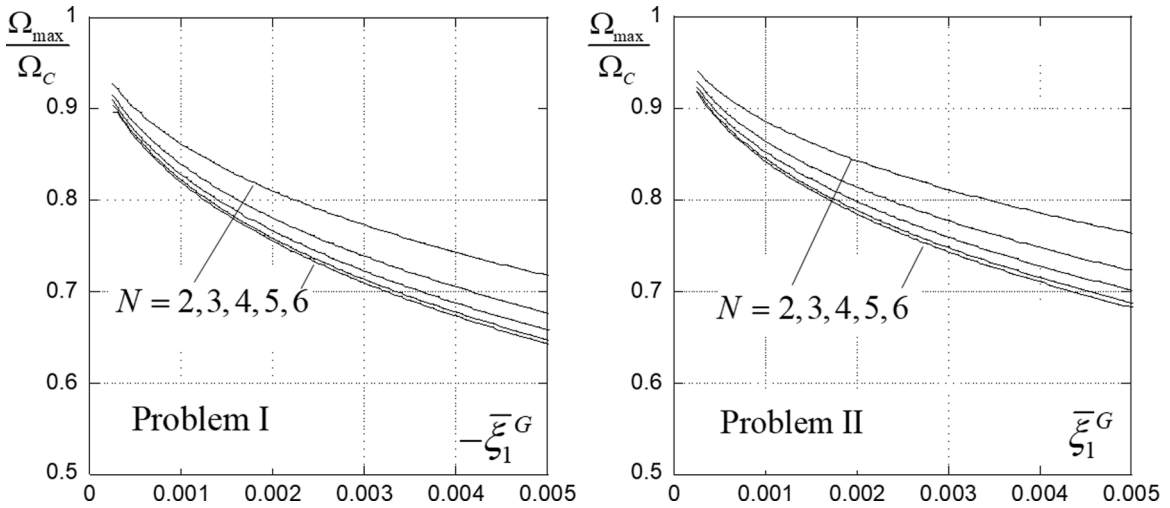 1
Ω_max / Ω_C
0.9
0.8
0.7
0.6
0.5
N = 2,3,4,5,6
Problem I
−ξ̄₁ᴳ
0 0.001 0.002 0.003 0.004 0.005
1
Ω_max / Ω_C
0.9
0.8
0.7
0.6
0.5
N = 2,3,4,5,6
Problem II
ξ̄₁ᴳ
0 0.001 0.002 0.003 0.004 0.005